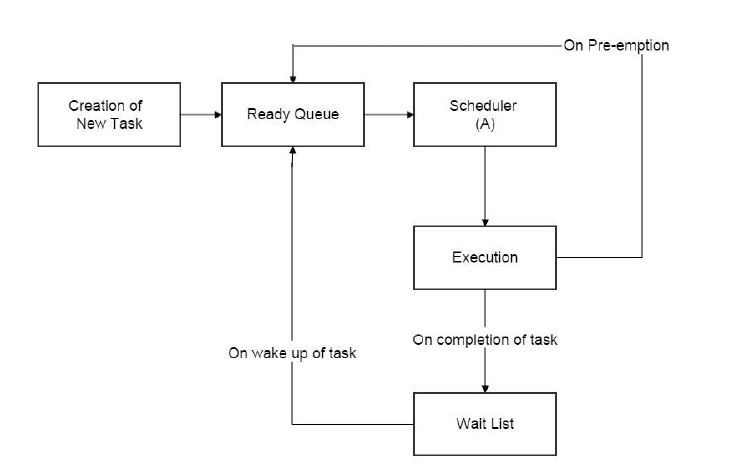 On Pre-emption
Creation of
New Task
Ready Queue
Scheduler
(A)
Execution
On completion of task
On wake up of task
Wait List